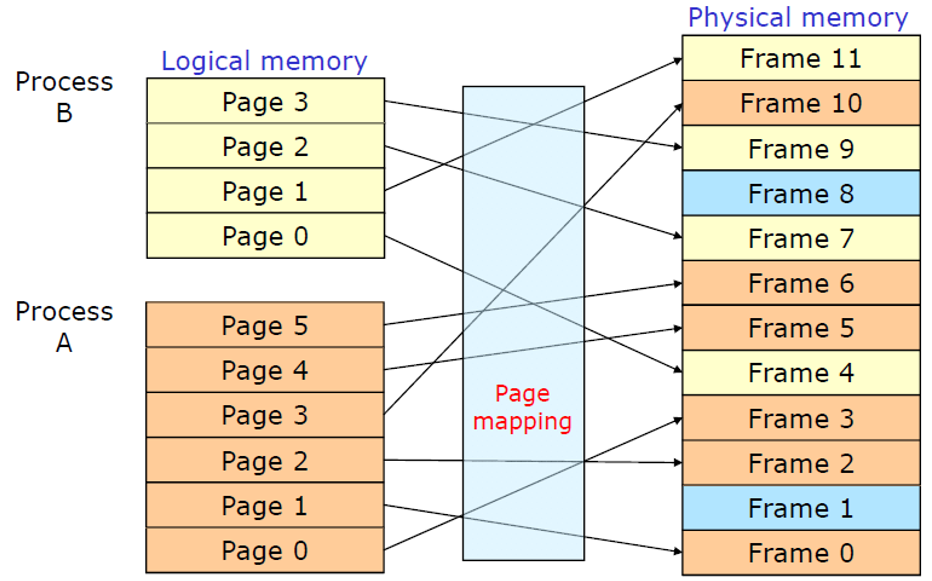 Physical memory
Logical memory
Process
B
Page 3
Page 2
Page 1
Page 0
Process
A
Page 5
Page 4
Page 3
Page 2
Page 1
Page 0
Page
mapping
Frame 11
Frame 10
Frame 9
Frame 8
Frame 7
Frame 6
Frame 5
Frame 4
Frame 3
Frame 2
Frame 1
Frame 0